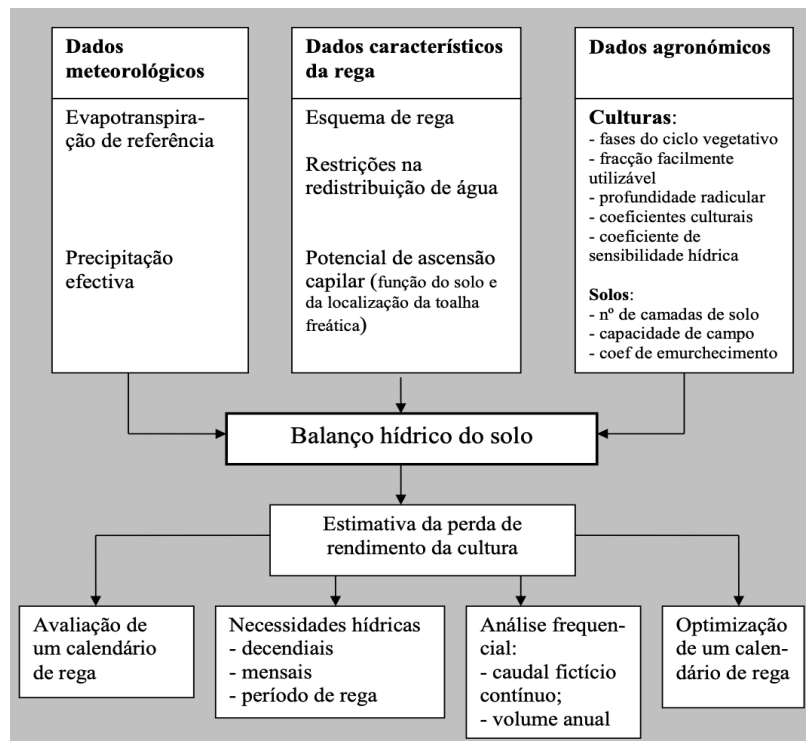 Dados
meteorológicos
Evapotranspira-
ção de referência
Precipitação
efectiva
Dados característicos
da rega
Esquema de rega
Restrições na
redistribuição de água
Potencial de ascensão
capilar (função do solo e
da localização da toalha
freática)
Dados agronómicos
Culturas:
- fases do ciclo vegetativo
- fracção facilmente
utilizável
- profundidade radicular
- coeficientes culturais
- coeficiente de
sensibilidade hídrica
Solos:
- nº de camadas de solo
- capacidade de campo
- coef de emurchecimento
Balanço hídrico do solo
Estimativa da perda de
rendimento da cultura
Avaliação de
um calendário
de rega
Necessidades hídricas
- decendiais
- mensais
- período de rega
Análise frequen-
cial:
- caudal fictício
contínuo;
- volume anual
Optimização
de um calen-
dário de rega